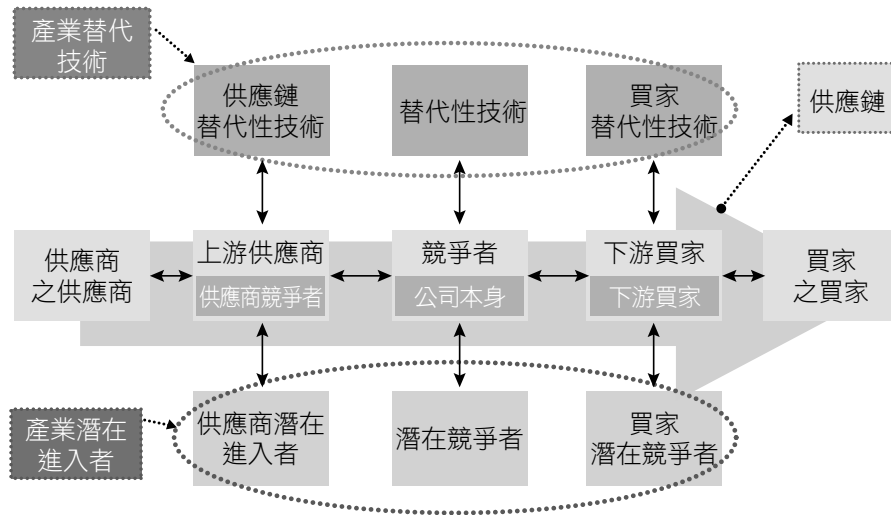 產業替代
技術
供應鏈
替代性技術
替代性技術
買家
替代性技術
供應鏈
供應商
之供應商
上游供應商
供應商競爭者
競爭者
公司本身
下游買家
下游買家
買家
之買家
產業潛在
進入者
供應商潛在
進入者
潛在競爭者
買家
潛在競爭者